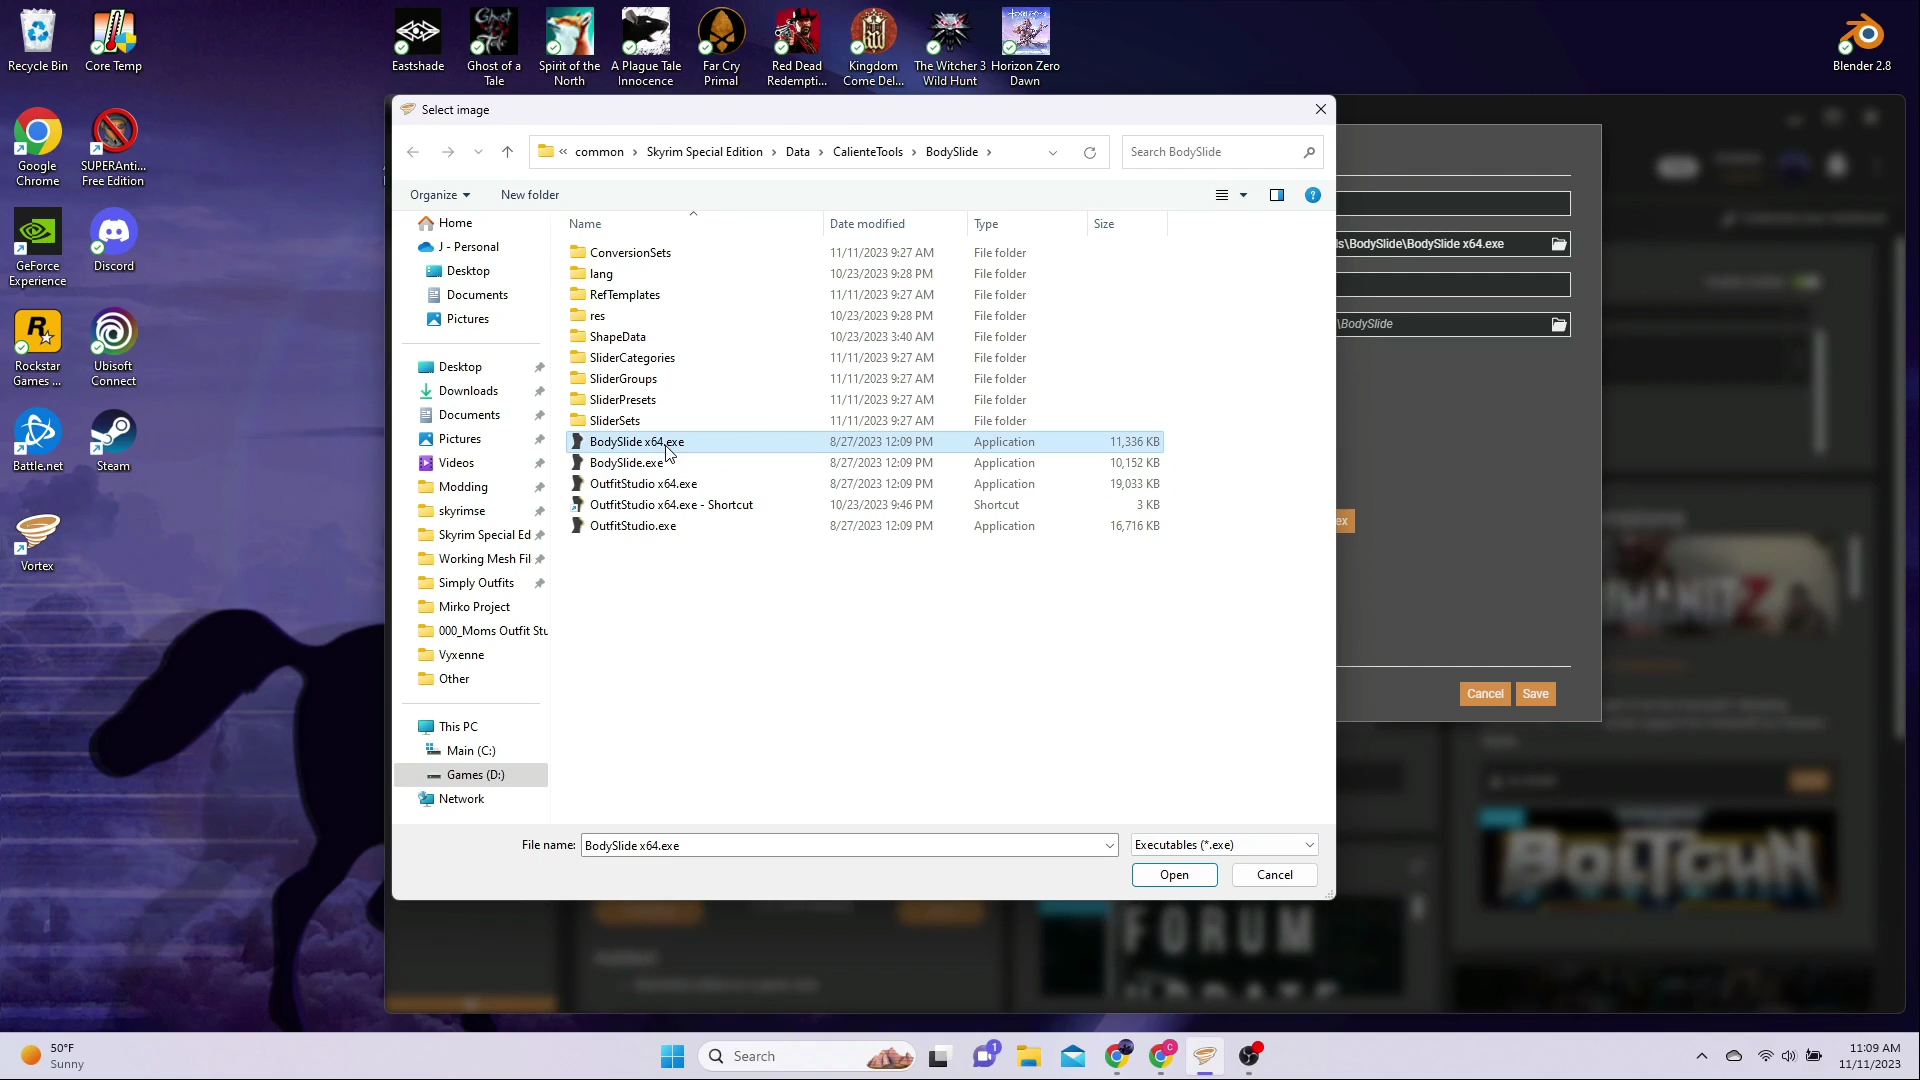 Recycle Bin
Core Temp
Eastshade
Ghost of a
Tale
Spirit of the
North
A Plague Tale
Innocence
Far Cry
Primal
Red Dead
Redempti...
Kingdom
Come Del...
The Witcher 3
Wild Hunt
Horizon Zero
Dawn
Blender 2.8
Google
Chrome
SUPERAnti...
Free Edition
GeForce
Experience
Discord
Rockstar
Games ...
Ubisoft
Connect
Battle.net
Steam
Vortex
Select image
« common › Skyrim Special Edition › Data › CalienteTools › BodySlide ›
Search BodySlide
Organize
New folder
Home
J - Personal
Desktop
Documents
Pictures
Desktop
Downloads
Documents
Pictures
Videos
Modding
skyrimse
Skyrim Special Ed
Working Mesh Fil
Simply Outfits
Mirko Project
000_Moms Outfit Stu
Vyxenne
Other
This PC
Main (C:)
Games (D:)
Network
Name Date modified Type Size
ConversionSets 11/11/2023 9:27 AM File folder
lang 10/23/2023 9:28 PM File folder
RefTemplates 11/11/2023 9:27 AM File folder
res 10/23/2023 9:28 PM File folder
ShapeData 10/23/2023 3:40 AM File folder
SliderCategories 11/11/2023 9:27 AM File folder
SliderGroups 11/11/2023 9:27 AM File folder
SliderPresets 11/11/2023 9:27 AM File folder
SliderSets 11/11/2023 9:27 AM File folder
BodySlide x64.exe 8/27/2023 12:09 PM Application 11,336 KB
BodySlide.exe 8/27/2023 12:09 PM Application 10,152 KB
OutfitStudio x64.exe 8/27/2023 12:09 PM Application 19,033 KB
OutfitStudio x64.exe - Shortcut 10/23/2023 9:46 PM Shortcut 3 KB
OutfitStudio.exe 8/27/2023 12:09 PM Application 16,716 KB
File name: BodySlide x64.exe
Executables (*.exe)
Open
Cancel
ls\BodySlide\BodySlide x64.exe
\BodySlide
ex
Cancel
Save
BOLTGUN
FORUM
50°F
Sunny
Search
1
11:09 AM
11/11/2023